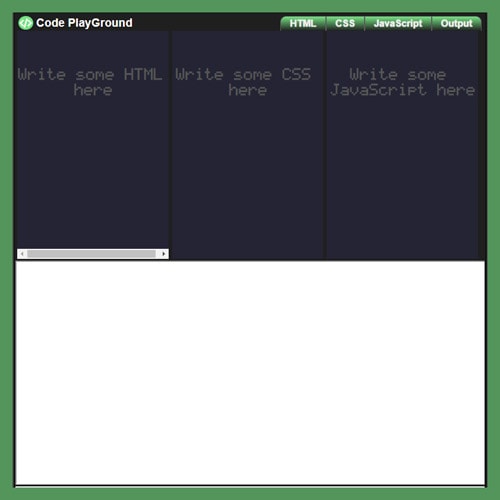 Code PlayGround
HTML CSS JavaScript Output
Write some HTML
here
Write some CSS
here
Write some
JavaScript here